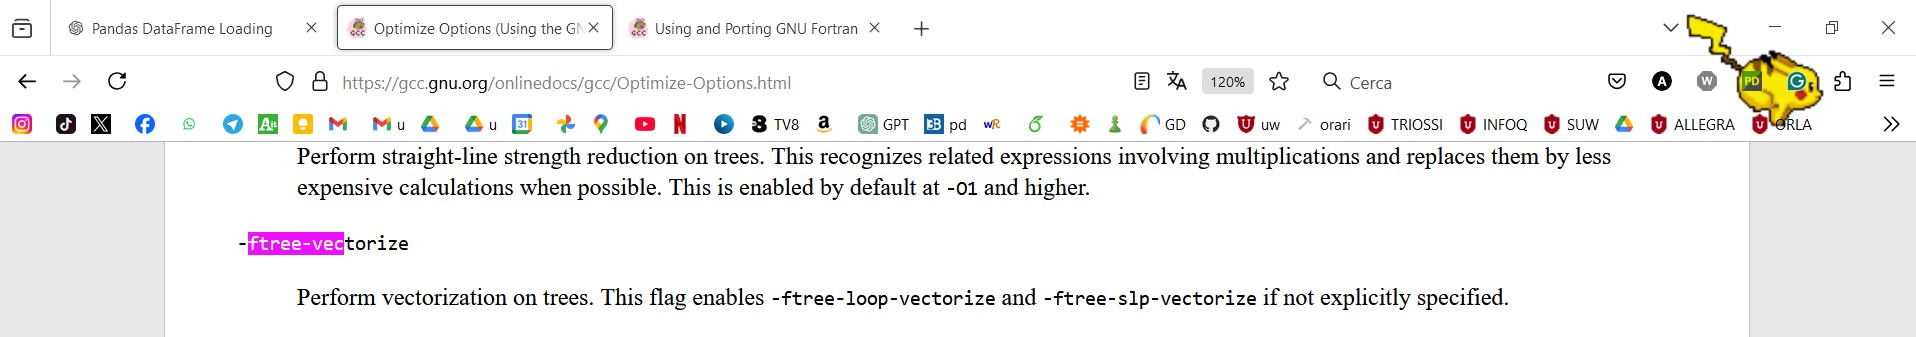 Pandas DataFrame Loading
Optimize Options (Using the GN
Using and Porting GNU Fortran
https://gcc.gnu.org/onlinedocs/gcc/Optimize-Options.html
120%
Cerca
A
W
PD
G
Ait
M
M u
u
31
TV8
a
GPT
pd
wR
GD
uw
orari
TRIOSSI
INFOQ
SUW
ALLEGRA
ORLA
Perform straight-line strength reduction on trees. This recognizes related expressions involving multiplications and replaces them by less
expensive calculations when possible. This is enabled by default at -O1 and higher.
-ftree-vectorize
Perform vectorization on trees. This flag enables -ftree-loop-vectorize and -ftree-slp-vectorize if not explicitly specified.